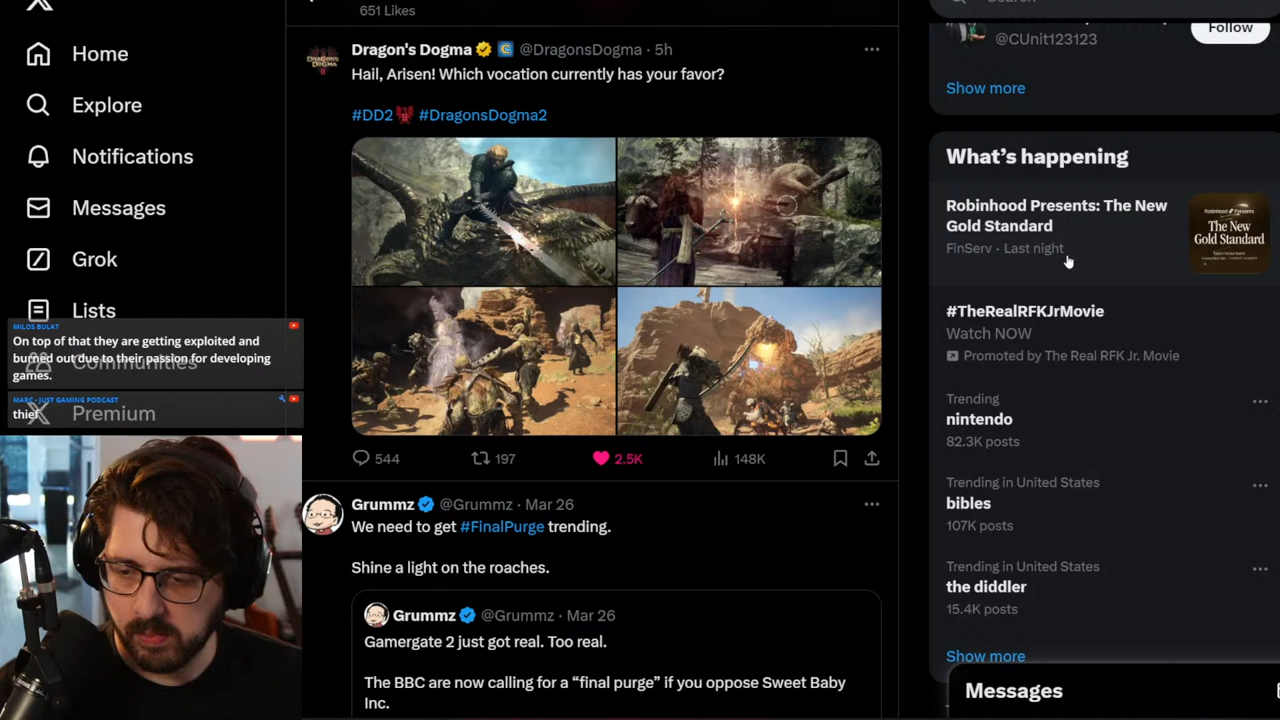 Home
Explore
Notifications
Messages
Grok
Lists
Communities
Premium
MILOS BULAT
On top of that they are getting exploited and
burned out due to their passion for developing
games.
MARC - JUST GAMING PODCAST
thief
651 Likes
Dragon's Dogma @DragonsDogma · 5h
Hail, Arisen! Which vocation currently has your favor?
#DD2 #DragonsDogma2
544
197
2.5K
148K
Grummz @Grummz · Mar 26
We need to get #FinalPurge trending.
Shine a light on the roaches.
Grummz @Grummz · Mar 26
Gamergate 2 just got real. Too real.
The BBC are now calling for a “final purge” if you oppose Sweet Baby
Inc.
@CUnit123123
Follow
Show more
What’s happening
Robinhood Presents: The New
Gold Standard
FinServ · Last night
Robinhood Presents
The New
Gold Standard
#TheRealRFKJrMovie
Watch NOW
Promoted by The Real RFK Jr. Movie
Trending
nintendo
82.3K posts
Trending in United States
bibles
107K posts
Trending in United States
the diddler
15.4K posts
Show more
Messages